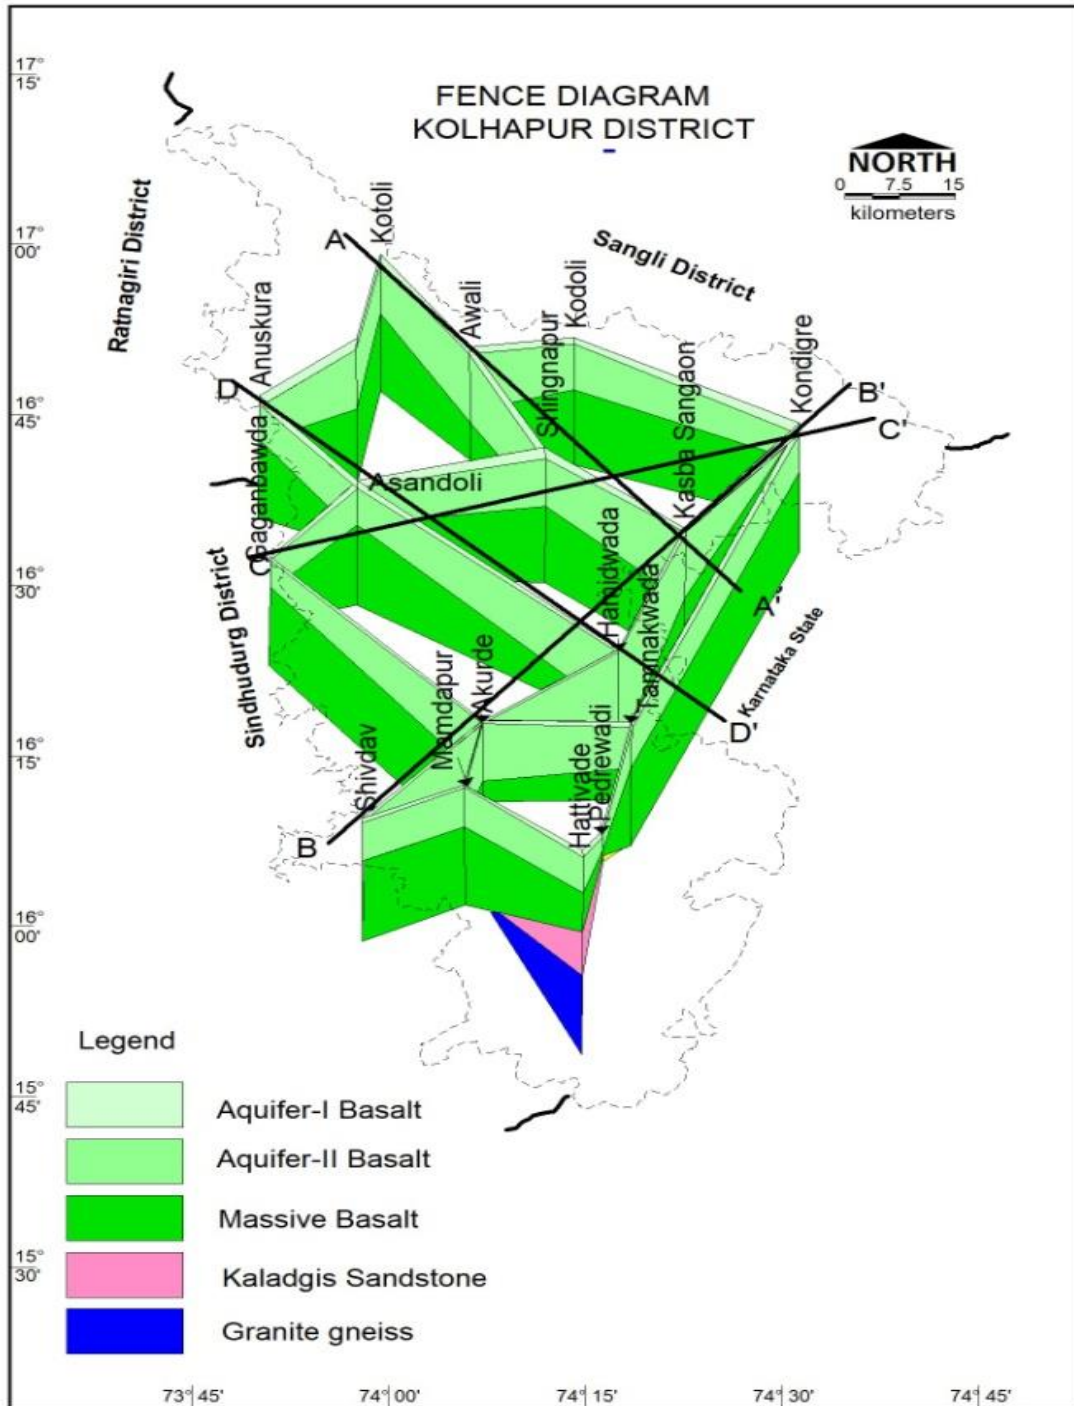 17°
15'
FENCE DIAGRAM
KOLHAPUR DISTRICT
NORTH
0 7.5 15
kilometers
Ratnagiri District
17°
00'
A
Kotoli
Sangli District
Anuskura
Awali
Shingnapur
Kodoli
Kasba Sangaon
Kondigre
B'
C'
D
16°
45'
Gaganbawda
Asandoli
C
16°
30'
Hamidwada
Tamnakwada
A'
Karnataka State
Sindhudurg District
Mamdapur
Akurde
D'
16°
15'
Shivdav
Hattivade
Pedrewadi
B
16°
00'
Legend
15°
45'
Aquifer-I Basalt
Aquifer-II Basalt
Massive Basalt
15°
30'
Kaladgis Sandstone
Granite gneiss
73° 45' 74° 00' 74° 15' 74° 30' 74° 45'